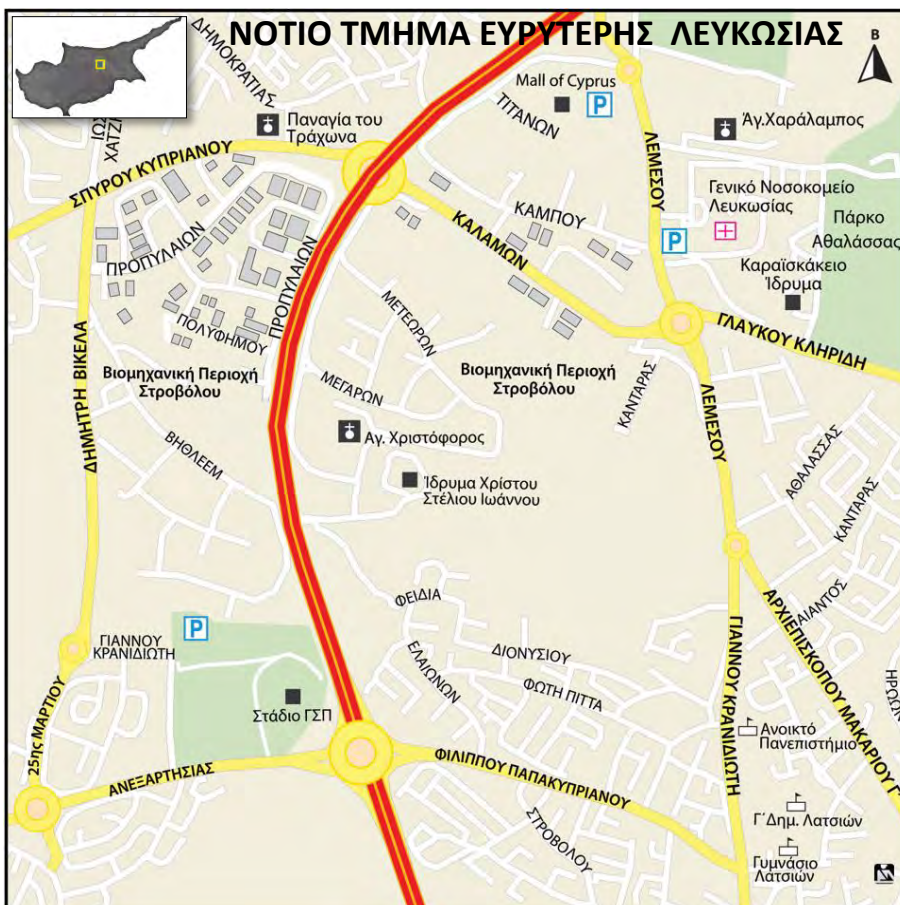 ΝΟΤΙΟ ΤΜΗΜΑ ΕΥΡΥΤΕΡΗΣ ΛΕΥΚΩΣΙΑΣ
Β
ΔΗΜΟΚΡΑΤΙΑΣ
ΧΑΤΖΙ
Mall of Cyprus
P
ΤΙΤΑΝΩΝ
Παναγία του
Τράχωνα
Άγ.Χαράλαμπος
ΛΕΜΕΣΟΥ
ΣΠΥΡΟΥ ΚΥΠΡΙΑΝΟΥ
Γενικό Νοσοκομείο
Λευκωσίας
ΚΑΜΠΟΥ
ΚΑΛΑΜΩΝ
P
Πάρκο
Αθαλάσσας
Καραϊσκάκειο
Ίδρυμα
ΠΡΟΠΥΛΑΙΩΝ
ΠΡΟΠΥΛΑΙΩΝ
ΠΟΛΥΦΗΜΟΥ
ΜΕΤΕΩΡΩΝ
ΓΛΑΥΚΟΥ ΚΛΗΡΙΔΗ
Βιομηχανική Περιοχή
Στροβόλου
Βιομηχανική Περιοχή
Στροβόλου
ΜΕΓΑΡΩΝ
ΚΑΝΤΑΡΑΣ
ΛΕΜΕΣΟΥ
ΔΗΜΗΤΡΗ ΒΙΚΕΛΑ
ΒΗΘΛΕΕΜ
Αγ. Χριστόφορος
Ίδρυμα Χρίστου
Στέλιου Ιωάννου
ΑΘΑΛΑΣΣΑΣ
ΚΑΝΤΑΡΑΣ
ΦΕΙΔΙΑ
ΑΙΑΝΤΟΣ
ΑΡΧΙΕΠΙΣΚΟΠΟΥ ΜΑΚΑΡΙΟΥ Γ'
P
ΓΙΑΝΝΟΥ
ΚΡΑΝΙΔΙΩΤΗ
ΕΛΑΙΩΝΩΝ
ΔΙΟΝΥΣΙΟΥ
ΦΩΤΗ ΠΙΤΤΑ
ΓΙΑΝΝΟΥ ΚΡΑΝΙΔΙΩΤΗ
ΗΡΩΩΝ
Στάδιο ΓΣΠ
25ης ΜΑΡΤΙΟΥ
Ανοικτό
Πανεπιστήμιο
ΑΝΕΞΑΡΤΗΣΙΑΣ
ΦΙΛΙΠΠΟΥ ΠΑΠΑΚΥΠΡΙΑΝΟΥ
ΣΤΡΟΒΟΛΟΥ
Γ΄Δημ. Λατσιών
Γυμνάσιο
Λατσιών